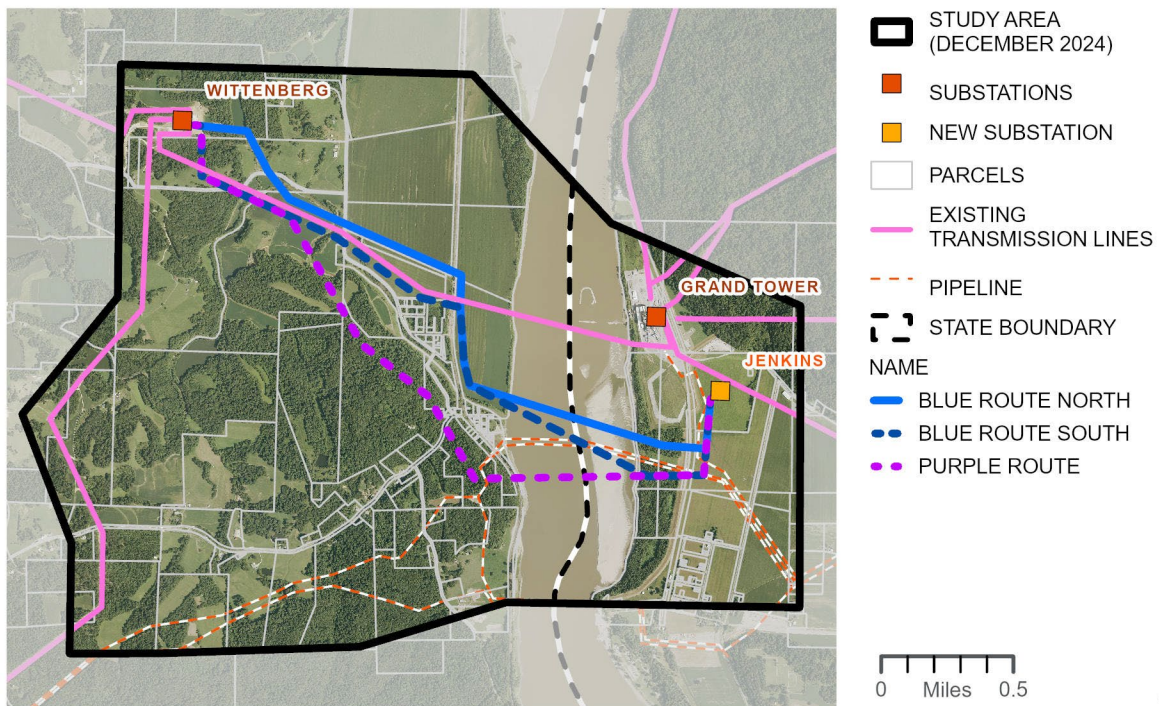 WITTENBERG
GRAND TOWER
JENKINS
STUDY AREA
(DECEMBER 2024)
SUBSTATIONS
NEW SUBSTATION
PARCELS
EXISTING
TRANSMISSION LINES
PIPELINE
STATE BOUNDARY
NAME
BLUE ROUTE NORTH
BLUE ROUTE SOUTH
PURPLE ROUTE
0 Miles 0.5